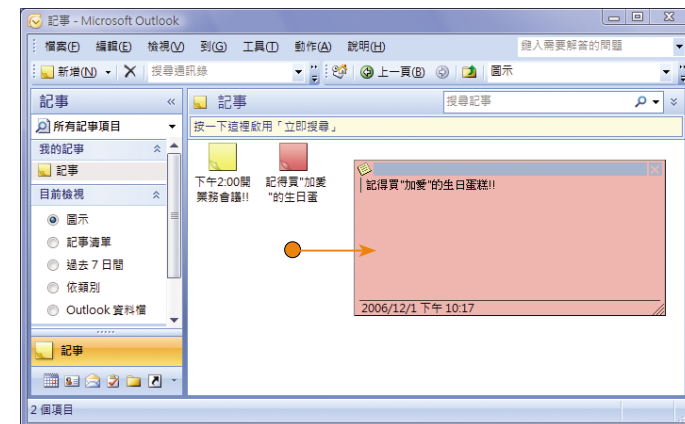 記事 - Microsoft Outlook
檔案(F) 編輯(E) 檢視(V) 到(G) 工具(T) 動作(A) 說明(H) 鍵入需要解答的問題
新增(N) 搜尋通訊錄 上一頁(B) 圖示
記事 «
所有記事項目
我的記事
記事
目前檢視
圖示
記事清單
過去 7 日間
依類別
Outlook 資料檔
記事
記事 搜尋記事
按一下這裡啟用「立即搜尋」
下午2:00開
業務會議!!
記得買"加愛
"的生日蛋
記得買"加愛"的生日蛋糕!!
2006/12/1 下午 10:17
2 個項目